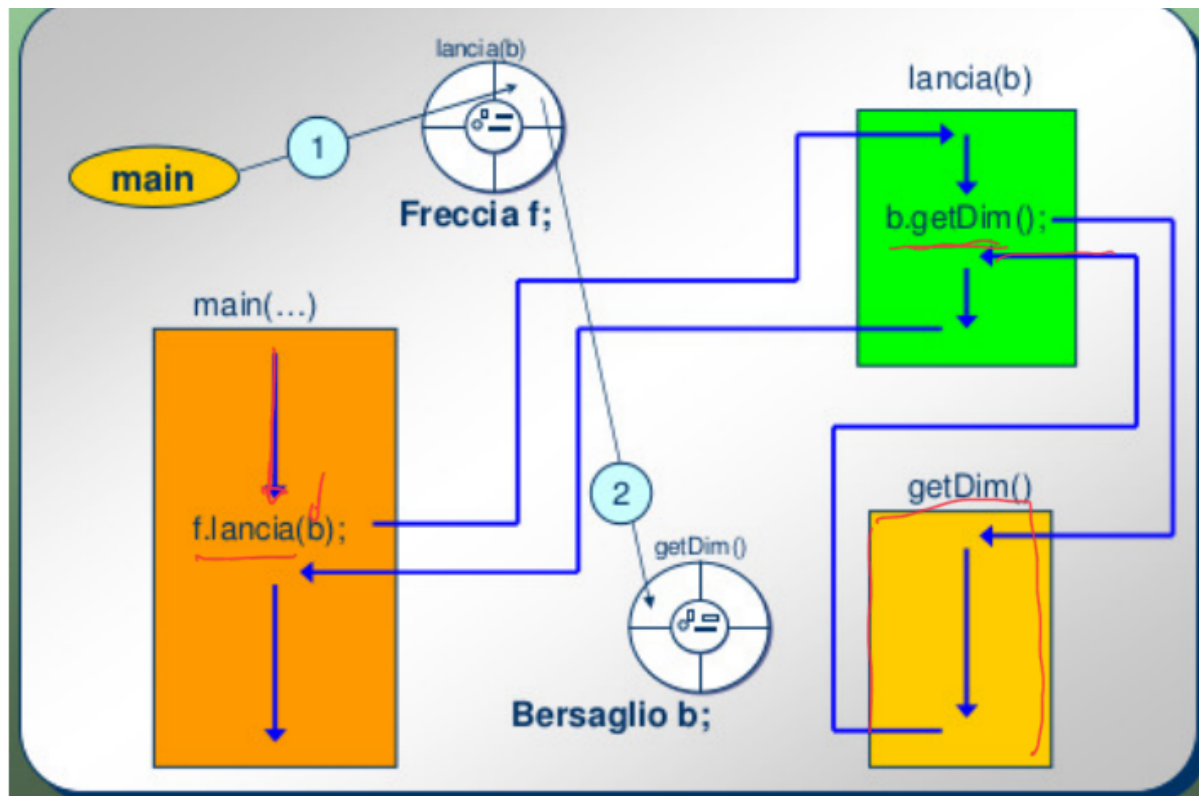 lancia(b)
1
main
Freccia f;
lancia(b)
b.getDim();
main(...)
f.lancia(b);
d
2
getDim()
Bersaglio b;
getDim()